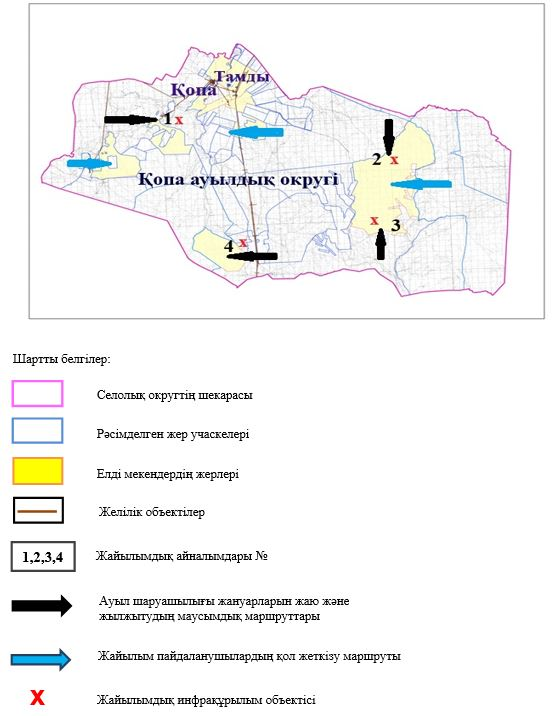 Тамды
Қопа
1 х
2 х
Қопа ауылдық округі
х 3
4 х
Шартты белгілер:
Селолық округтің шекарасы
Рәсімделген жер учаскелері
Елді мекендердің жерлері
Желілік объектілер
1,2,3,4 Жайылымдық айналымдары №
Ауыл шаруашылығы жануарларын жаю және
жылжытудың маусымдық маршруттары
Жайылым пайдаланушылардың қол жеткізу маршруты
Х Жайылымдық инфрақұрылым объектісі